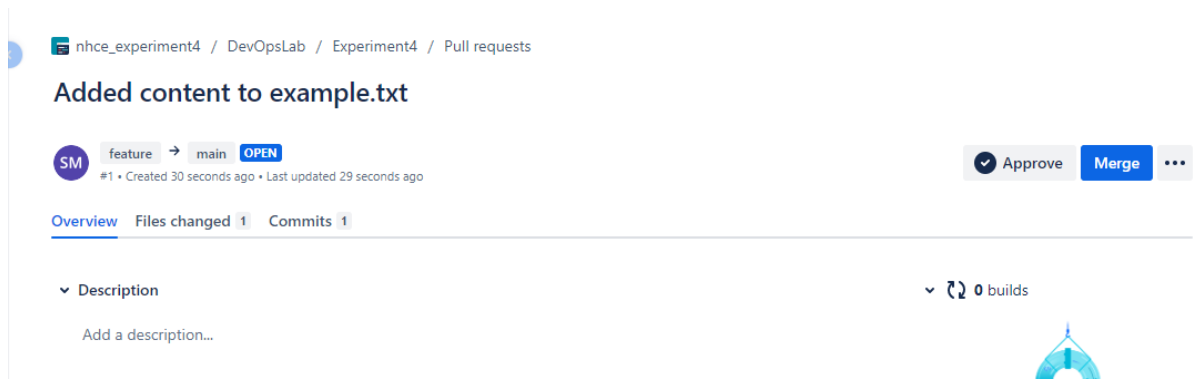 nhce_experiment4 / DevOpsLab / Experiment4 / Pull requests
Added content to example.txt
SM
feature → main OPEN
#1 • Created 30 seconds ago • Last updated 29 seconds ago
Approve Merge
Overview Files changed 1 Commits 1
Description
0 builds
Add a description...